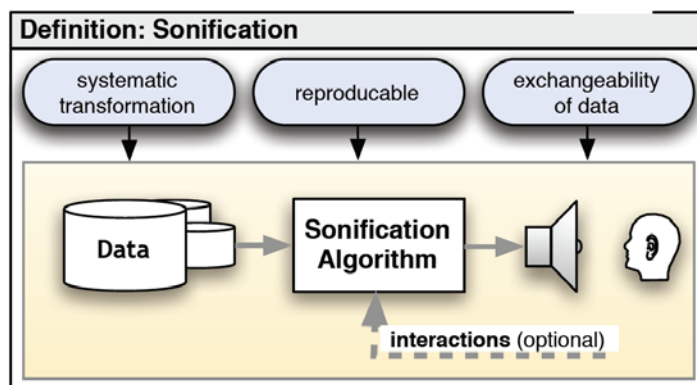 Definition: Sonification
systematic
transformation
reproducable
exchangeability
of data
Data
Sonification
Algorithm
interactions (optional)